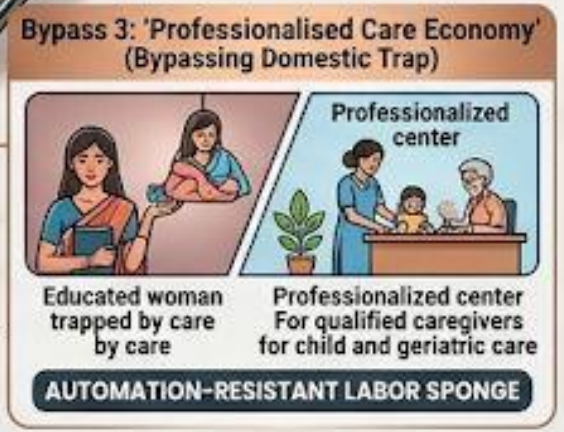 Bypass 3: 'Professionalised Care Economy'
(Bypassing Domestic Trap)
Professionalized
center
Educated woman
trapped by care
by care
Professionalized center
For qualified caregivers
for child and geriatric care
AUTOMATION-RESISTANT LABOR SPONGE